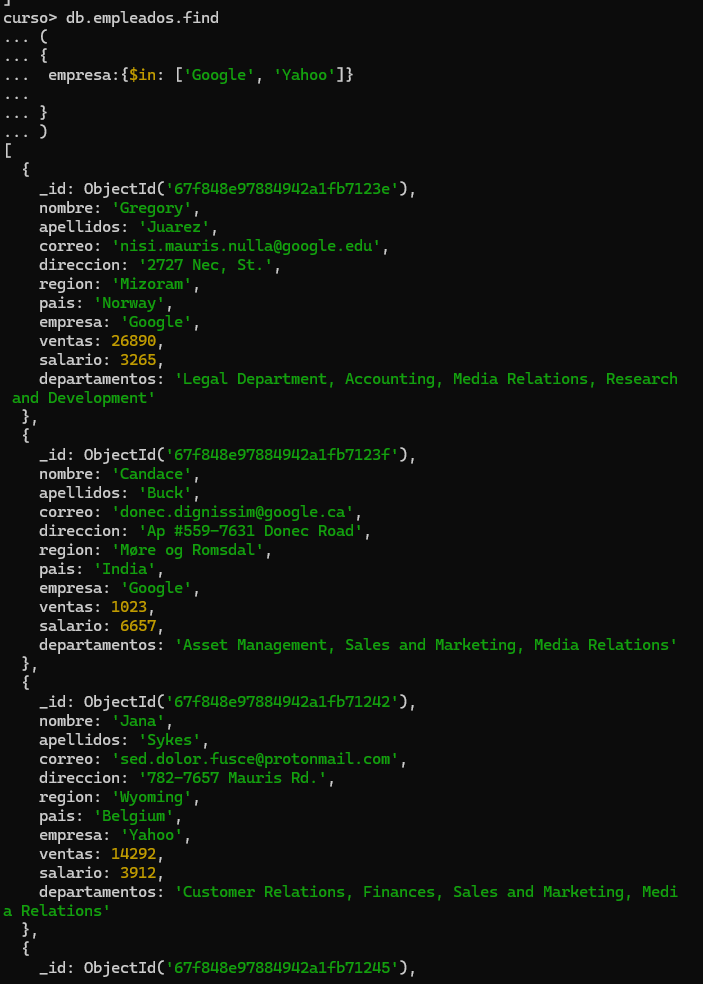 ]
curso> db.empleados.find
... (
... {
...  empresa:{$in: ['Google', 'Yahoo']}
...
... }
... )
[
  {
    _id: ObjectId('67f848e97884942a1fb7123e'),
    nombre: 'Gregory',
    apellidos: 'Juarez',
    correo: 'nisi.mauris.nulla@google.edu',
    direccion: '2727 Nec, St.',
    region: 'Mizoram',
    pais: 'Norway',
    empresa: 'Google',
    ventas: 26890,
    salario: 3265,
    departamentos: 'Legal Department, Accounting, Media Relations, Research
 and Development'
  },
  {
    _id: ObjectId('67f848e97884942a1fb7123f'),
    nombre: 'Candace',
    apellidos: 'Buck',
    correo: 'donec.dignissim@google.ca',
    direccion: 'Ap #559-7631 Donec Road',
    region: 'Møre og Romsdal',
    pais: 'India',
    empresa: 'Google',
    ventas: 1023,
    salario: 6657,
    departamentos: 'Asset Management, Sales and Marketing, Media Relations'
  },
  {
    _id: ObjectId('67f848e97884942a1fb71242'),
    nombre: 'Jana',
    apellidos: 'Sykes',
    correo: 'sed.dolor.fusce@protonmail.com',
    direccion: '782-7657 Mauris Rd.',
    region: 'Wyoming',
    pais: 'Belgium',
    empresa: 'Yahoo',
    ventas: 14292,
    salario: 3912,
    departamentos: 'Customer Relations, Finances, Sales and Marketing, Medi
a Relations'
  },
  {
    _id: ObjectId('67f848e97884942a1fb71245'),